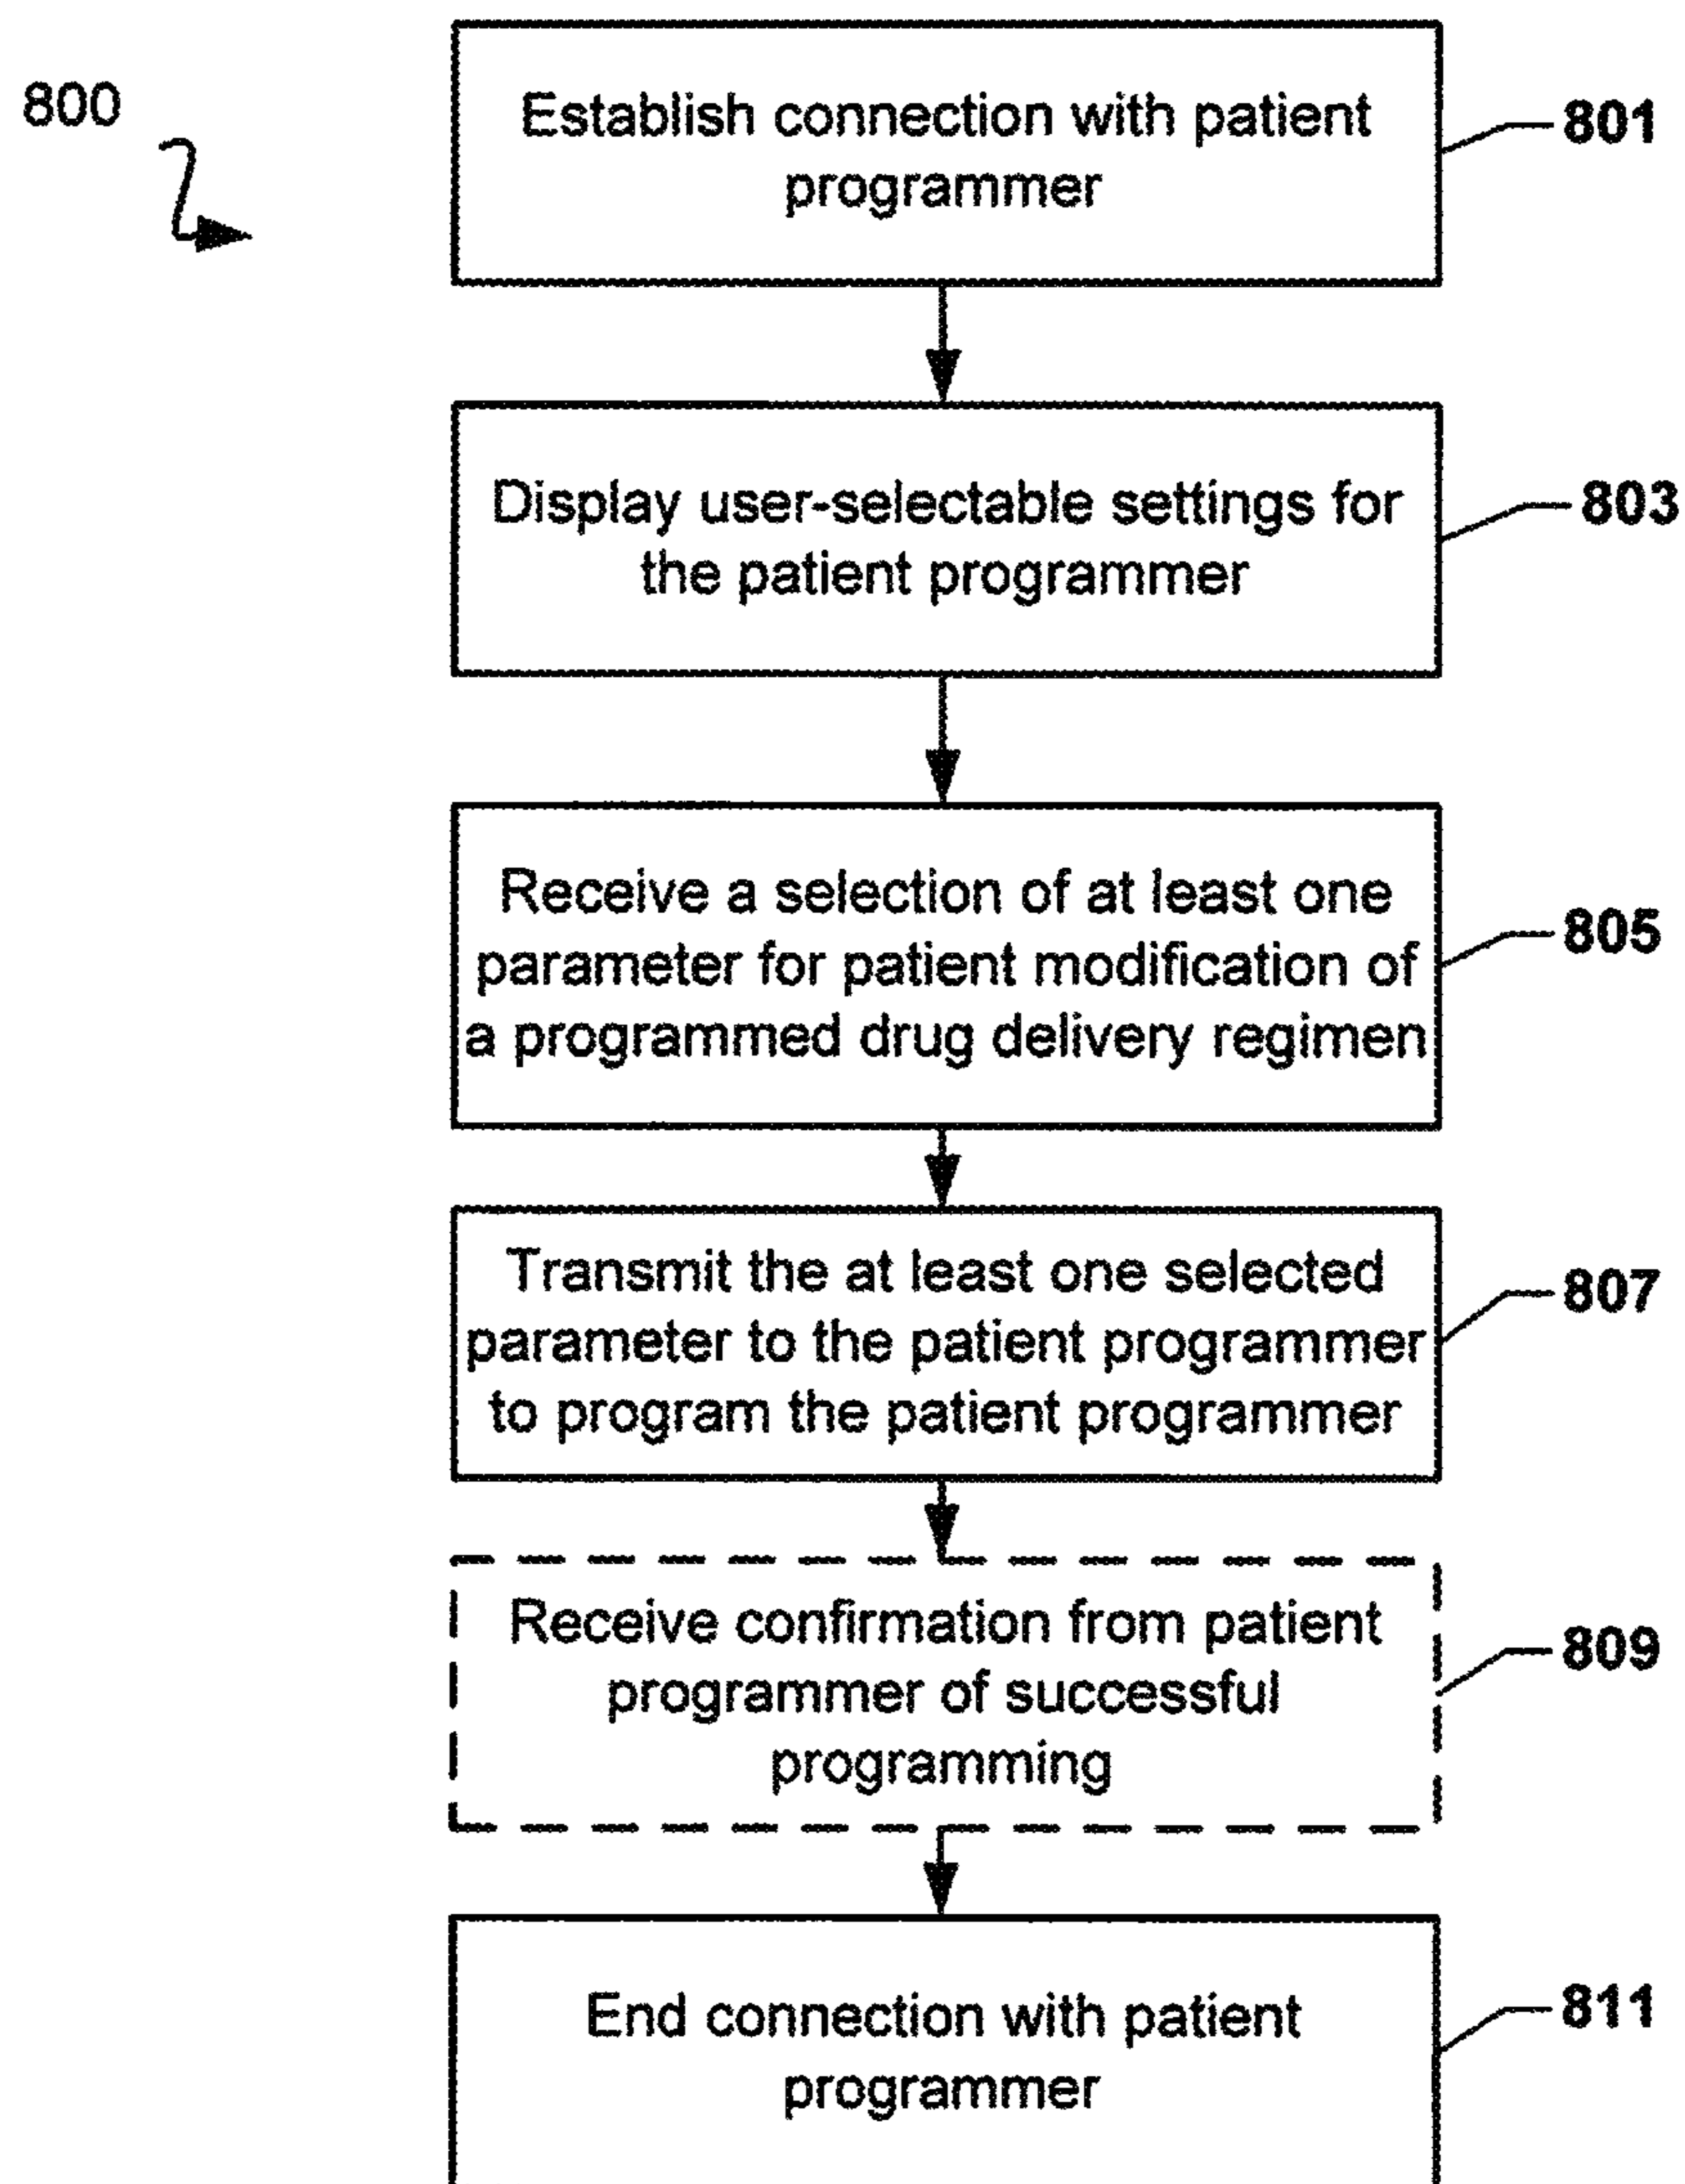 800
Establish connection with patient
programmer
801
Display user-selectable settings for
the patient programmer
803
Receive a selection of at least one
parameter for patient modification of
a programmed drug delivery regimen
805
Transmit the at least one selected
parameter to the patient programmer
to program the patient programmer
807
Receive confirmation from patient
programmer of successful
programming
809
End connection with patient
programmer
811